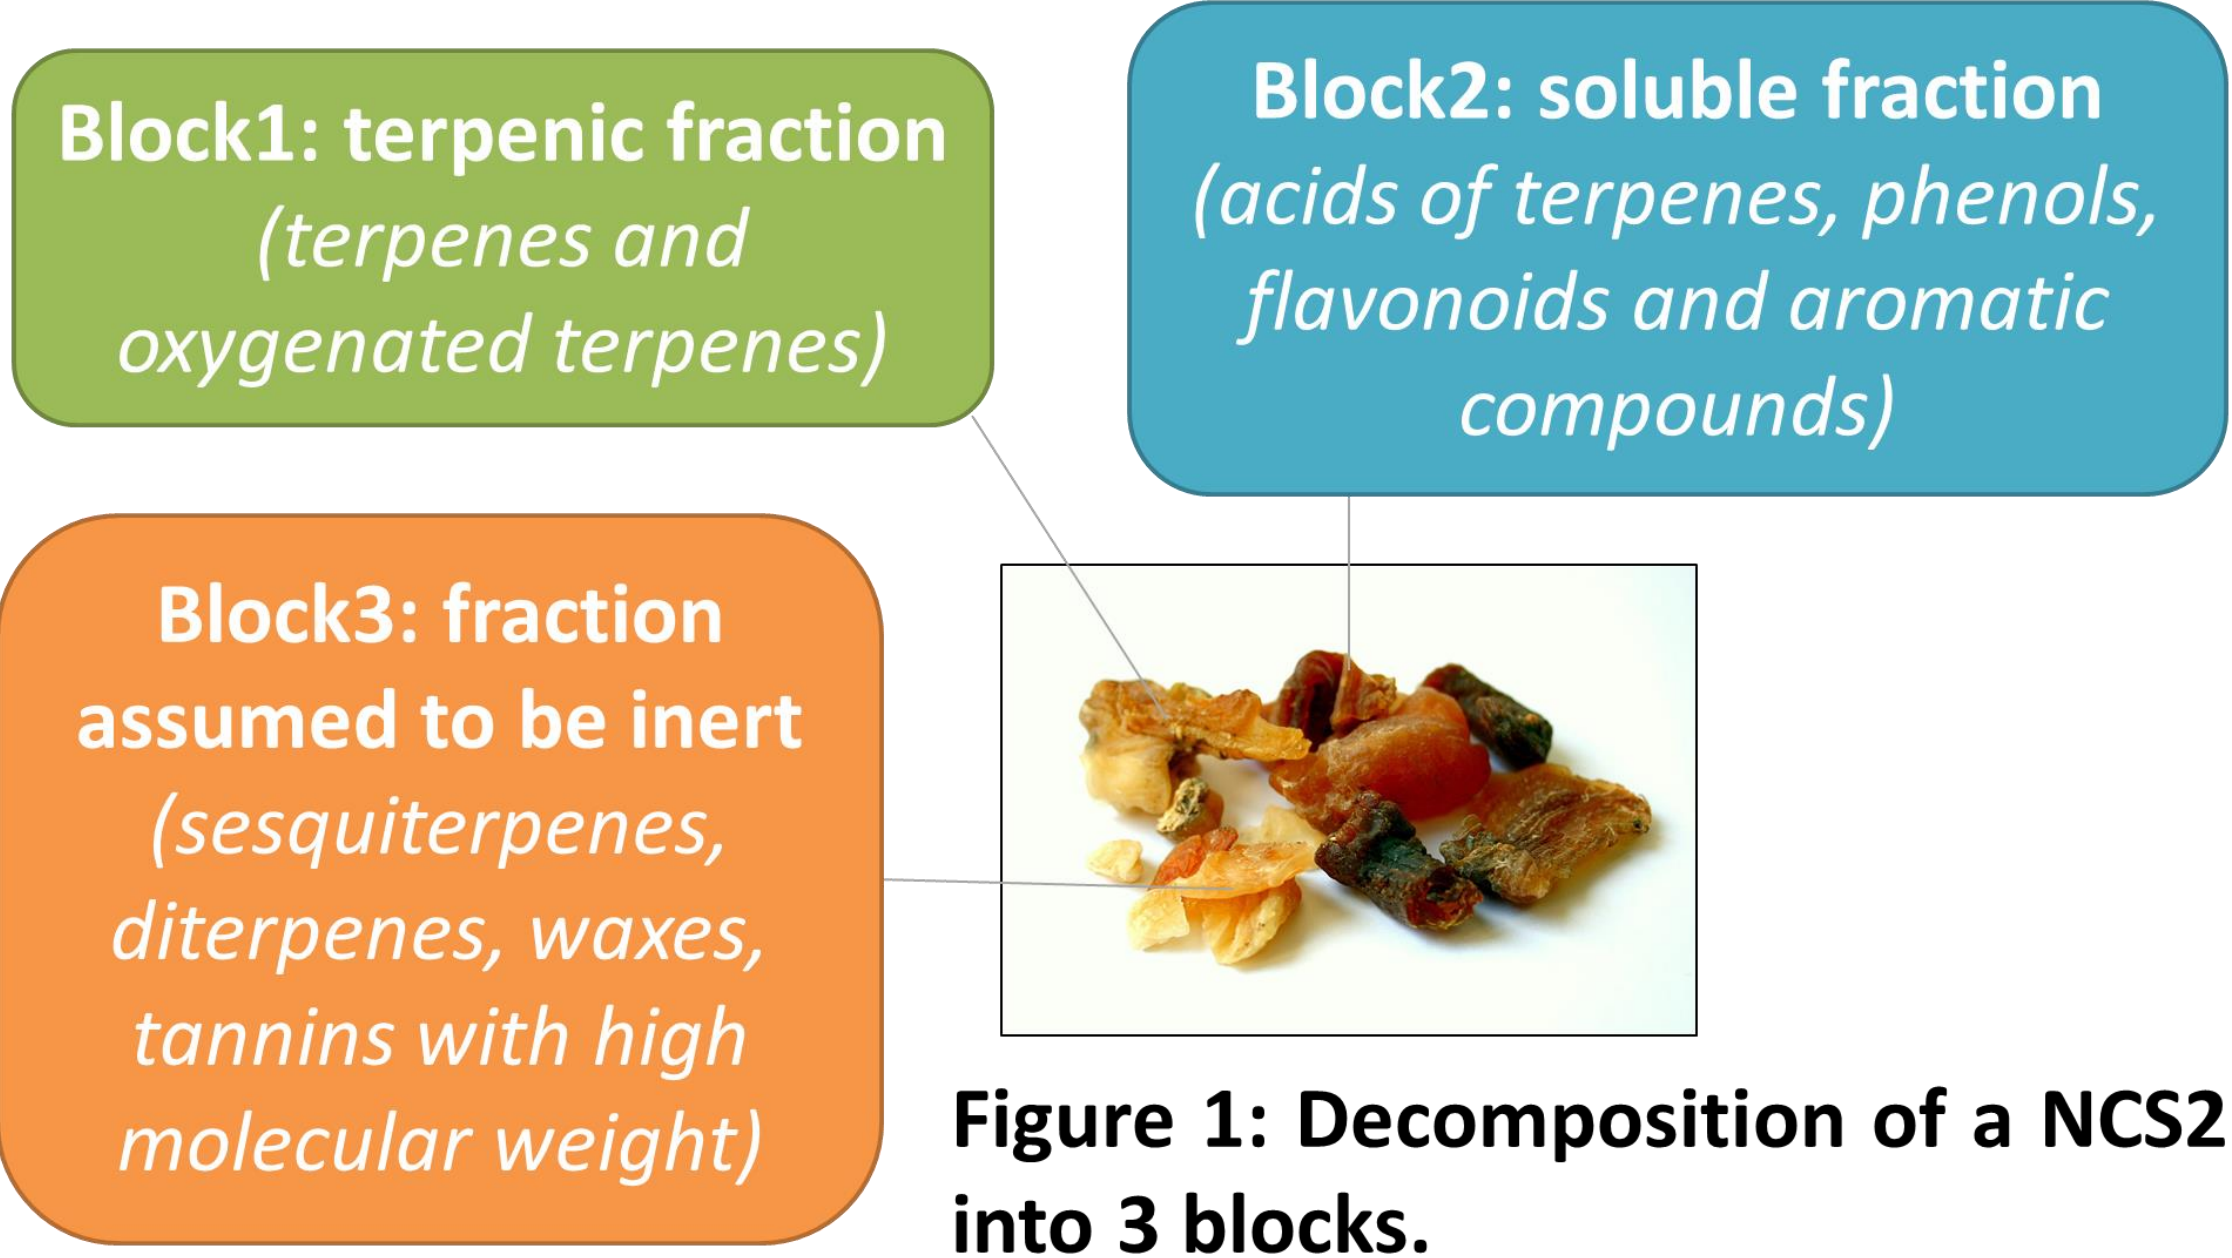 Block1: terpenic fraction
(terpenes and
oxygenated terpenes)
Block2: soluble fraction
(acids of terpenes, phenols,
flavonoids and aromatic
compounds)
Block3: fraction
assumed to be inert
(sesquiterpenes,
diterpenes, waxes,
tannins with high
molecular weight)
Figure 1: Decomposition of a NCS2
into 3 blocks.